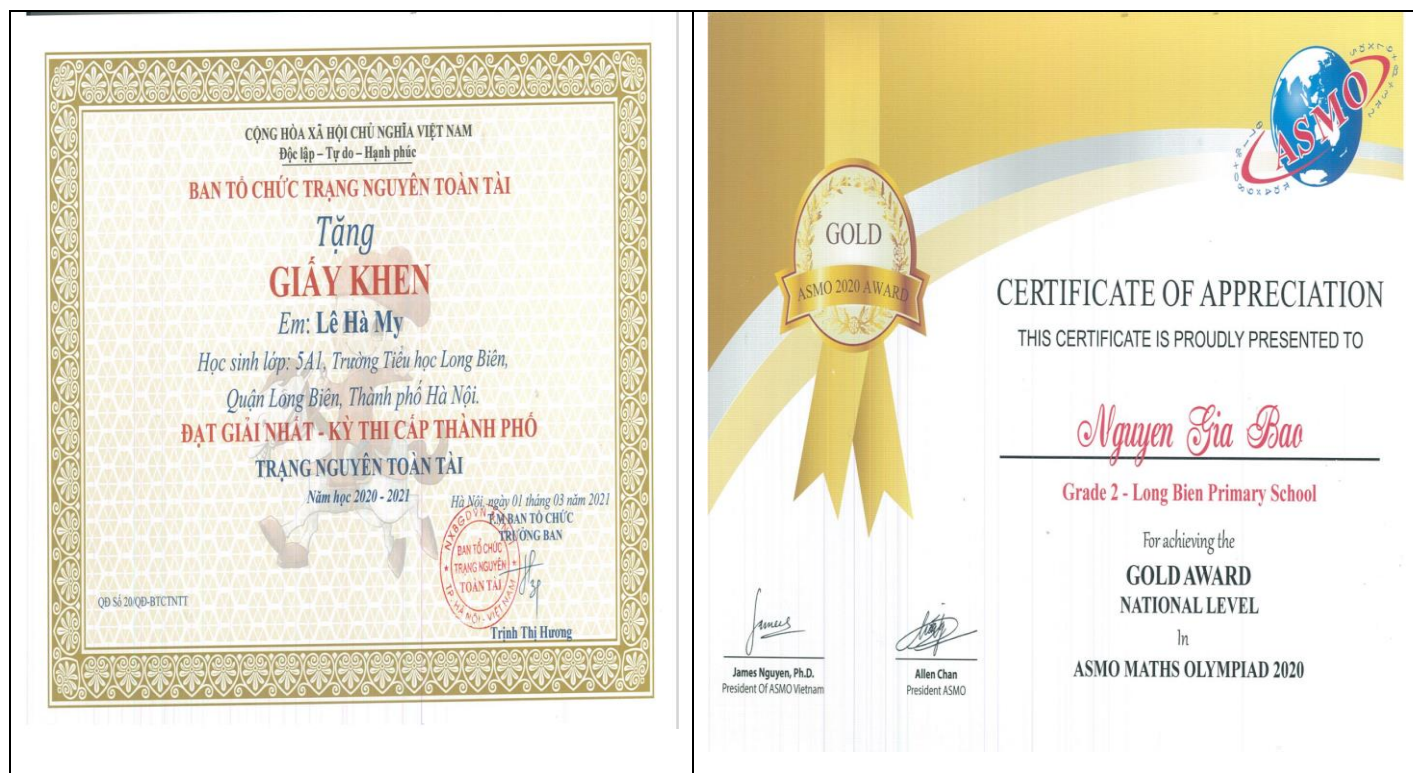 CỘNG HÒA XÃ HỘI CHỦ NGHĨA VIỆT NAM
Độc lập – Tự do – Hạnh phúc
BAN TỔ CHỨC TRẠNG NGUYÊN TOÀN TÀI
Tặng
GIẤY KHEN
Em: Lê Hà My
Học sinh lớp: 5A1, Trường Tiểu học Long Biên,
Quận Long Biên, Thành phố Hà Nội.
ĐẠT GIẢI NHẤT - KỲ THI CẤP THÀNH PHỐ
TRẠNG NGUYÊN TOÀN TÀI
Năm học 2020 - 2021
Hà Nội, ngày 01 tháng 03 năm 2021
T.M BAN TỔ CHỨC
TRƯỞNG BAN
BAN TỔ CHỨC
TRẠNG NGUYÊN
TOÀN TÀI
TP. HÀ NỘI - VIỆT NAM
QĐ Số 20/QĐ-BTCTNTT
Trịnh Thị Hương
ASMO
GOLD
ASMO 2020 AWARD
CERTIFICATE OF APPRECIATION
THIS CERTIFICATE IS PROUDLY PRESENTED TO
Nguyen Gia Bao
Grade 2 - Long Bien Primary School
For achieving the
GOLD AWARD
NATIONAL LEVEL
In
ASMO MATHS OLYMPIAD 2020
James Nguyen, Ph.D.
President Of ASMO Vietnam
Allen Chan
President ASMO